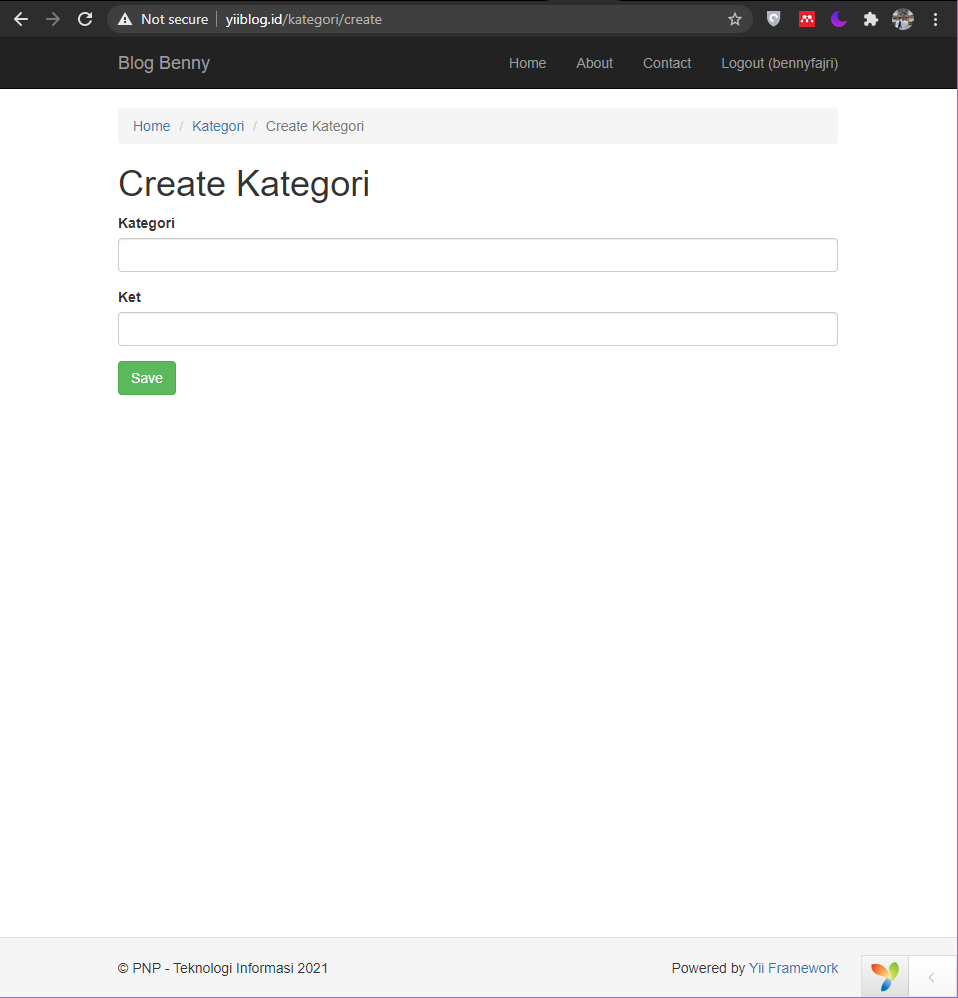 Not secure | yiiblog.id/kategori/create
Blog Benny Home About Contact Logout (bennyfajri)
Home / Kategori / Create Kategori
Create Kategori
Kategori
Ket
Save
© PNP - Teknologi Informasi 2021 Powered by Yii Framework